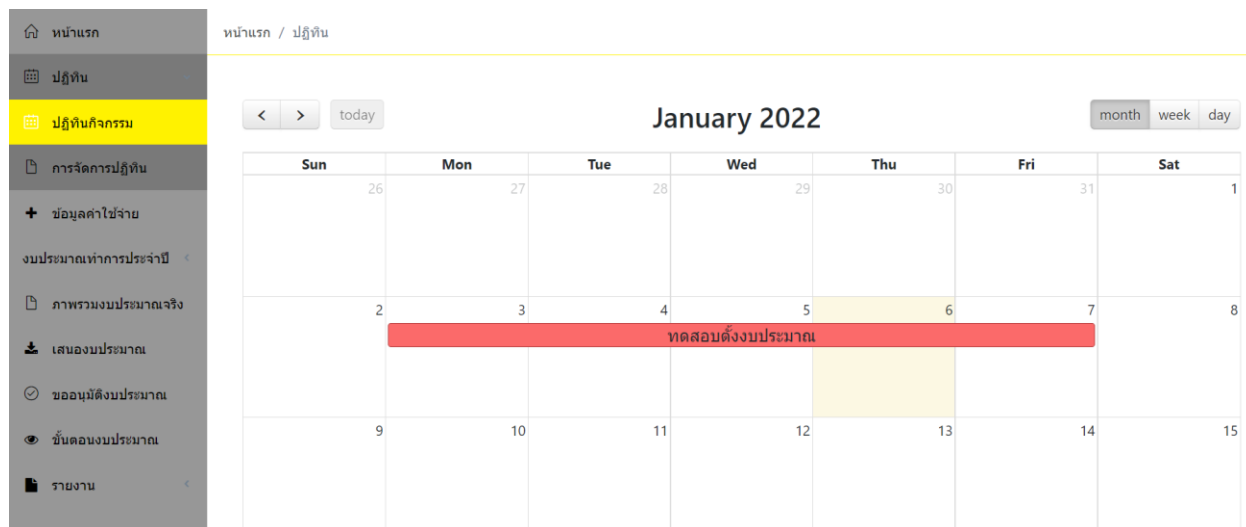 หน้าแรก
ปฏิทิน
ปฏิทินกิจกรรม
การจัดการปฏิทิน
ข้อมูลค่าใช้จ่าย
งบประมาณทำการประจำปี
ภาพรวมงบประมาณจริง
เสนองบประมาณ
ขออนุมัติงบประมาณ
ขั้นตอนงบประมาณ
รายงาน
หน้าแรก / ปฏิทิน
today January 2022 month week day
Sun Mon Tue Wed Thu Fri Sat
26 27 28 29 30 31 1
2 3 4 5 6 7 8
ทดสอบตั้งงบประมาณ
9 10 11 12 13 14 15